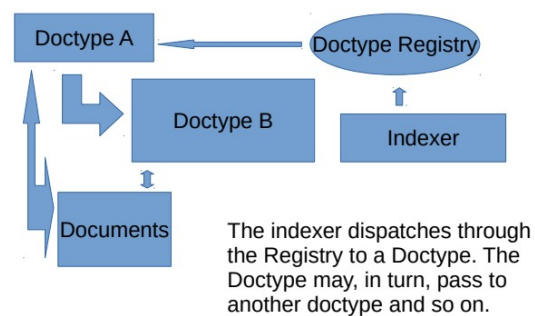 Doctype A
Doctype Registry
Doctype B
Indexer
Documents
The indexer dispatches through
the Registry to a Doctype. The
Doctype may, in turn, pass to
another doctype and so on.